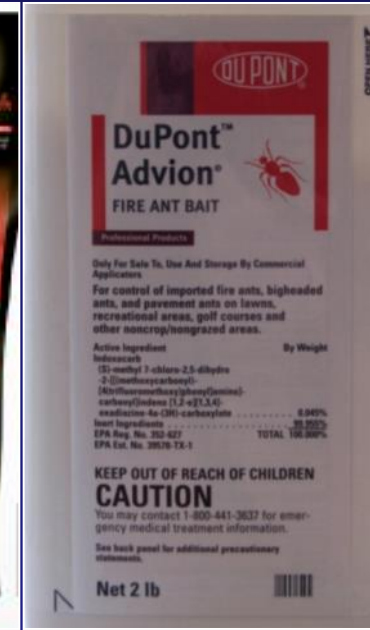 DU PONT
DuPont™
Advion®
FIRE ANT BAIT
Professional Products
Only For Sale To, Use And Storage By Commercial
Applicators
For control of imported fire ants, bigheaded
ants, and pavement ants on lawns,
recreational areas, golf courses and
other noncrop/nongrazed areas.
Active Ingredient By Weight
Indoxacarb
(S)-methyl 7-chloro-2,5-dihydro
-2-[[(methoxycarbonyl)-
[4(trifluoromethoxy)phenyl]amino]-
carbonyl]indeno [1,2-e][1,3,4]-
oxadiazine-4a-(3H)-carboxylate . . . . . . . . . . 0.045%
Inert Ingredients . . . . . . . . . . . . . . . . . . . . 99.955%
EPA Reg. No. 352-627 TOTAL 100.000%
EPA Est. No. 39578-TX-1
KEEP OUT OF REACH OF CHILDREN
CAUTION
You may contact 1-800-441-3637 for emer-
gency medical treatment information.
See back panel for additional precautionary
statements.
Net 2 lb
OPEN HERE